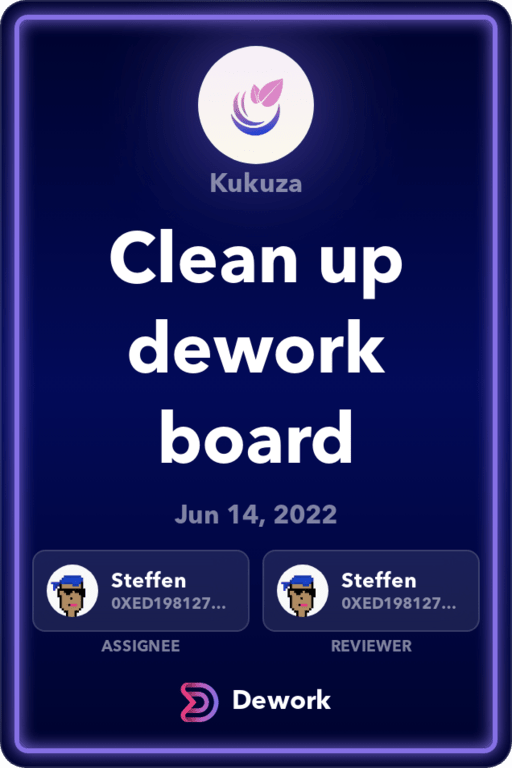 Kukuza
Clean up
dework
board
Jun 14, 2022
Steffen
0XED198127...
ASSIGNEE
Steffen
0XED198127...
REVIEWER
Dework